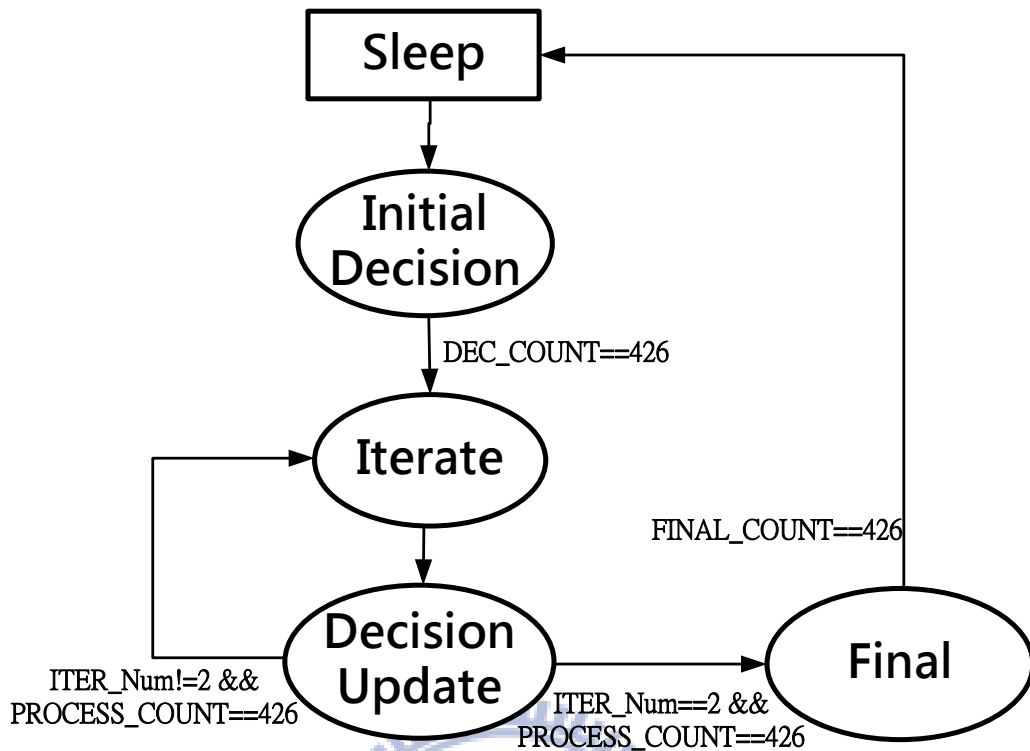 Sleep
Initial
Decision
DEC_COUNT==426
Iterate
FINAL_COUNT==426
Decision
Update
Final
ITER_Num!=2 &&
PROCESS_COUNT==426
ITER_Num==2 &&
PROCESS_COUNT==426